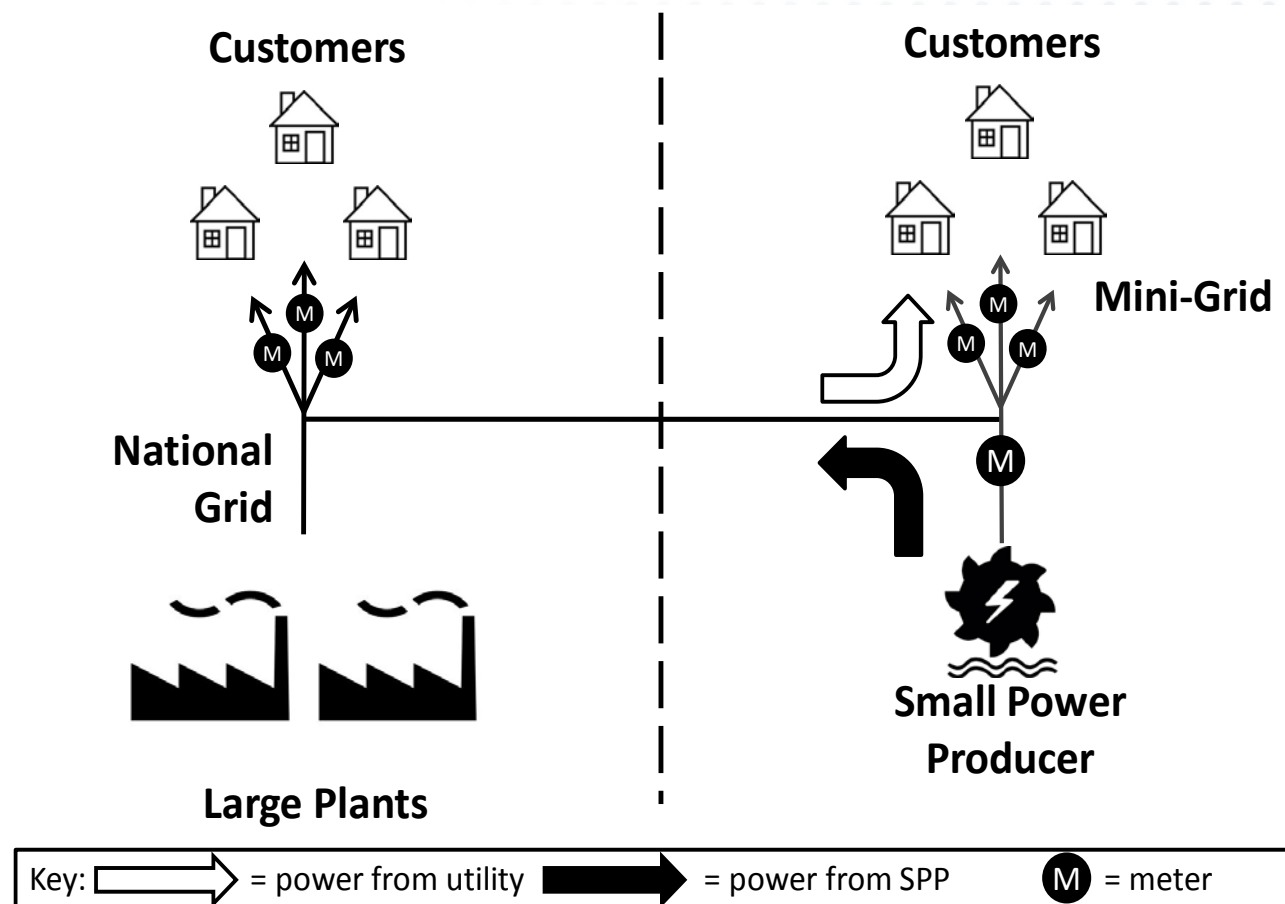 Customers
Customers
M
M
M
M
M
M
Mini-Grid
National
Grid
M
Small Power
Producer
Large Plants
Key: = power from utility = power from SPP M = meter